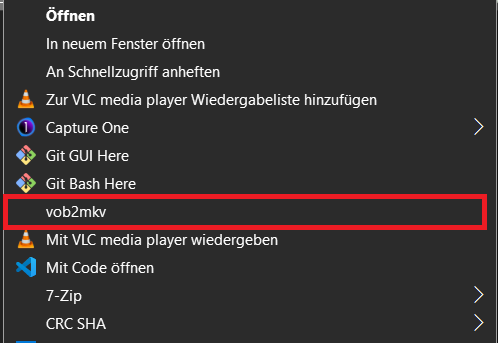 Öffnen
In neuem Fenster öffnen
An Schnellzugriff anheften
Zur VLC media player Wiedergabeliste hinzufügen
Capture One
Git GUI Here
Git Bash Here
vob2mkv
Mit VLC media player wiedergeben
Mit Code öffnen
7-Zip
CRC SHA